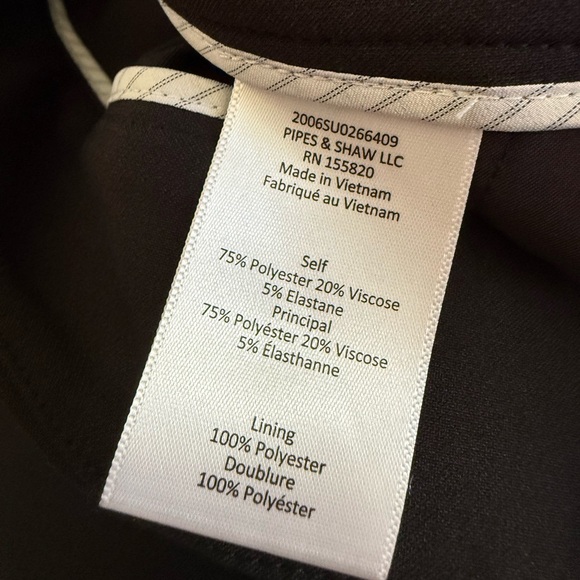 2006SU0266409
PIPES & SHAW LLC
RN 155820
Made in Vietnam
Fabriqué au Vietnam
Self
75% Polyester 20% Viscose
5% Elastane
Principal
75% Polyéster 20% Viscose
5% Élasthanne
Lining
100% Polyester
Doublure
100% Polyéster